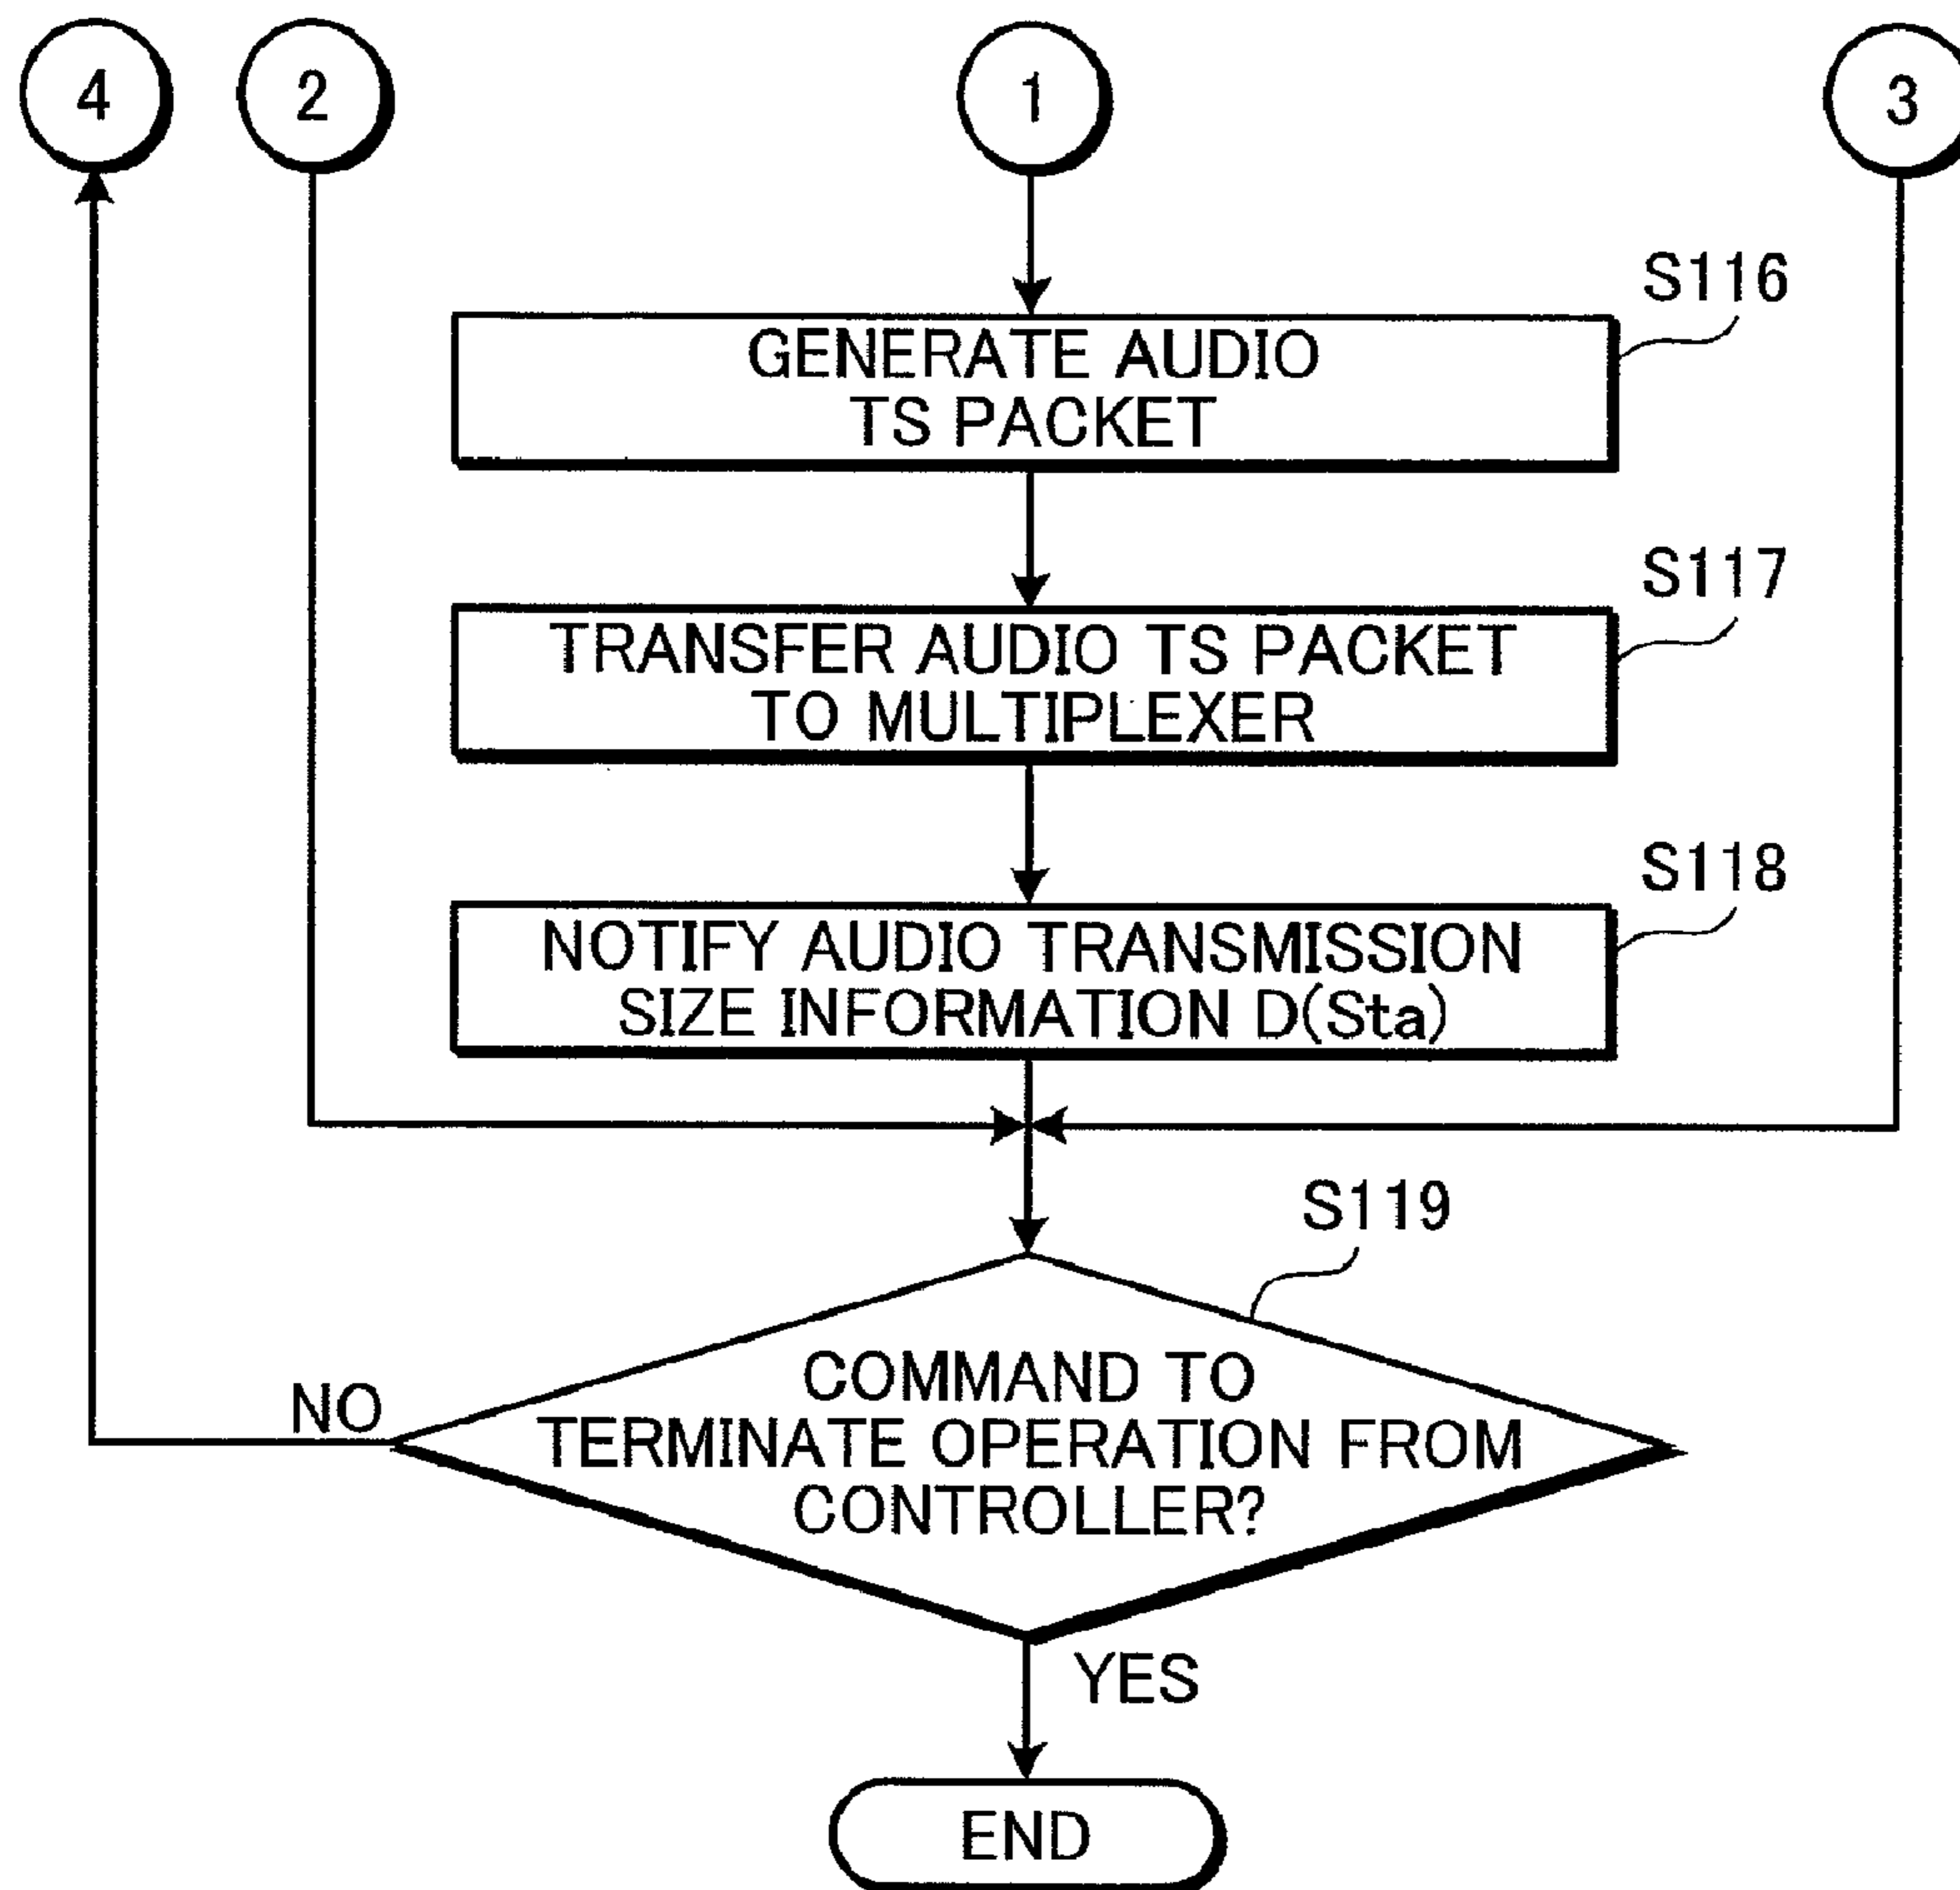 4
2
1
3
S116
GENERATE AUDIO
TS PACKET
S117
TRANSFER AUDIO TS PACKET
TO MULTIPLEXER
S118
NOTIFY AUDIO TRANSMISSION
SIZE INFORMATION D(Sta)
S119
COMMAND TO
TERMINATE OPERATION FROM
CONTROLLER?
NO
YES
END